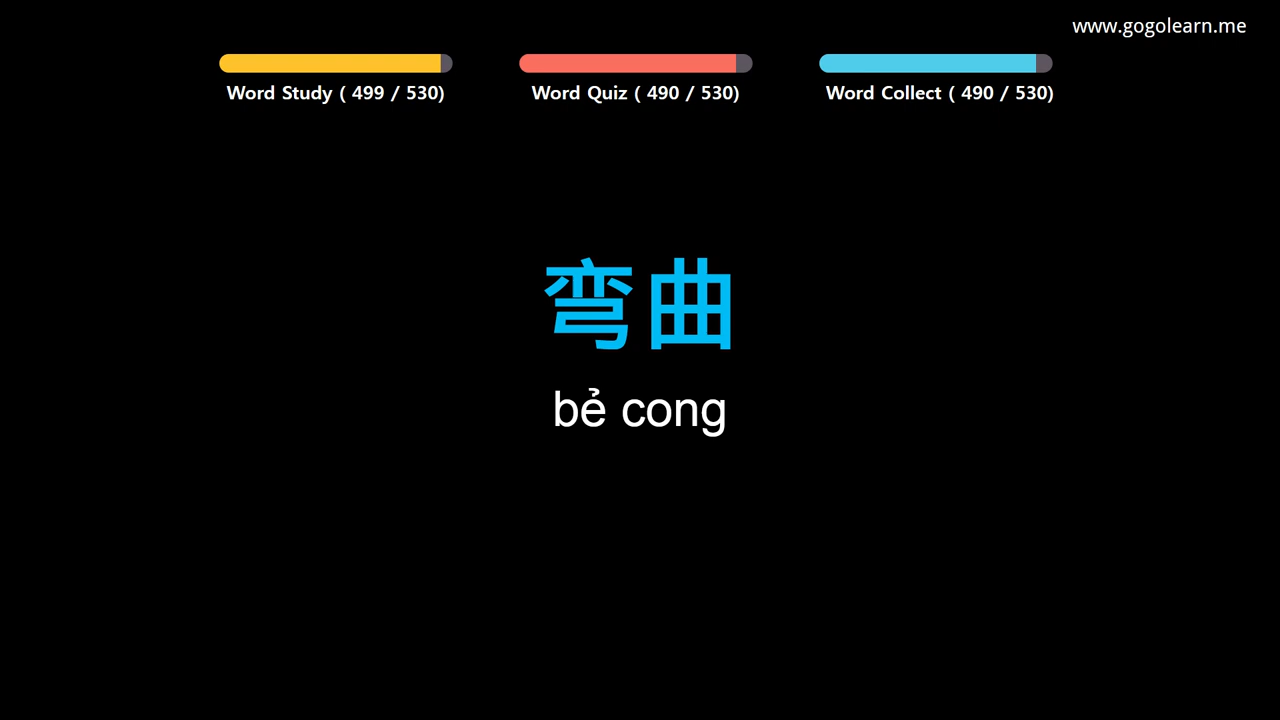 www.gogolearn.me
Word Study ( 499 / 530)
Word Quiz ( 490 / 530)
Word Collect ( 490 / 530)
弯曲
bẻ cong